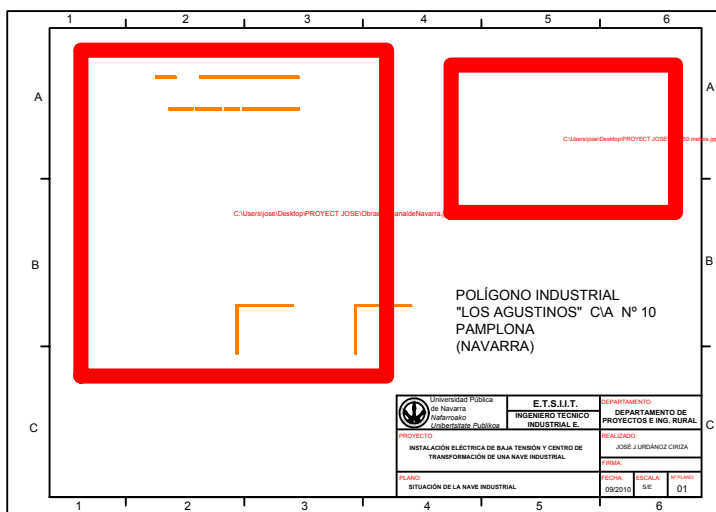 1 2 3 4 5 6
A A
C:\Users\jose\Desktop\PROYECT JOSE\
C:\Users\jose\Desktop\PROYECT JOSE\Obras
B B
POLÍGONO INDUSTRIAL
"LOS AGUSTINOS" C\A Nº 10
PAMPLONA
(NAVARRA)
C C
Universidad Pública
de Navarra
Nafarroako
Unibertsitate Publikoa
E.T.S.I.I.T.
INGENIERO TECNICO
INDUSTRIAL E.
DEPARTAMENTO:
DEPARTAMENTO DE
PROYECTOS E ING. RURAL
PROYECTO:
INSTALACIÓN ELÉCTRICA DE BAJA TENSIÓN Y CENTRO DE
TRANSFORMACIÓN DE UNA NAVE INDUSTRIAL
REALIZADO:
JOSÉ J.URDÁNOZ CIRIZA
FIRMA:
PLANO:
SITUACIÓN DE LA NAVE INDUSTRIAL
FECHA:
09/2010
ESCALA:
S/E
Nº PLANO:
01
1 2 3 4 5 6